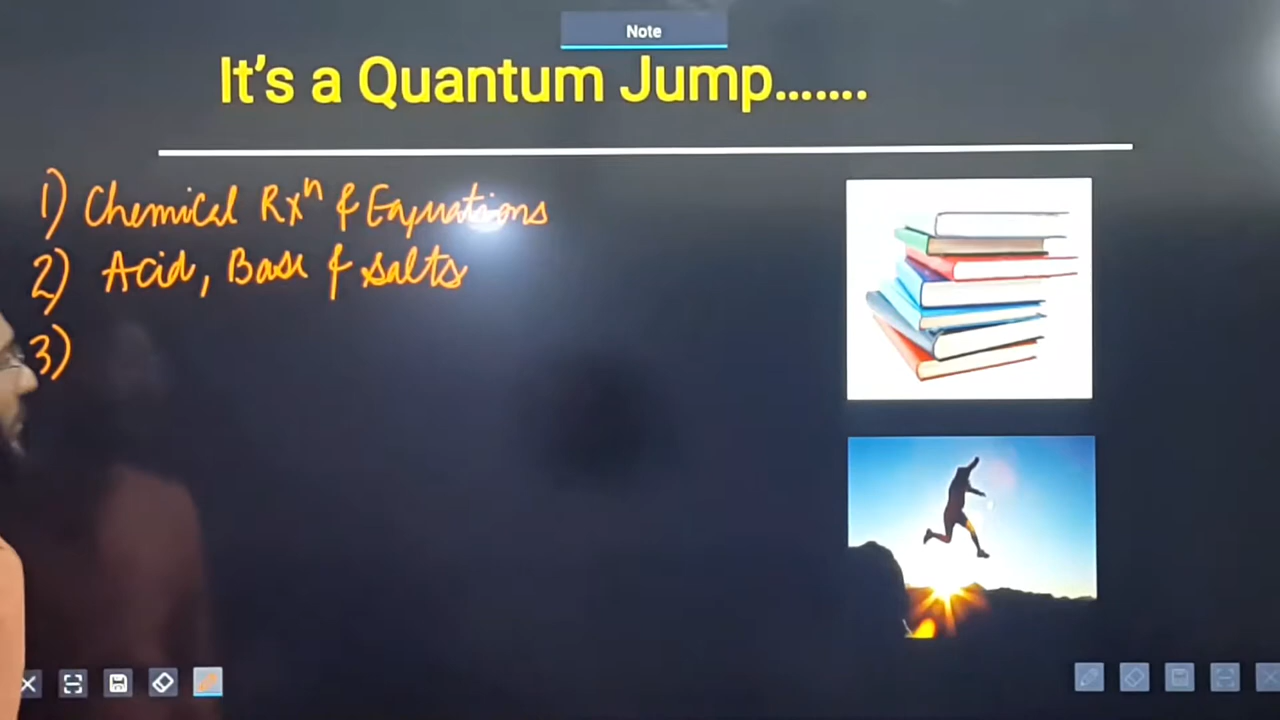 Note
It's a Quantum Jump.......
1) Chemical Rxⁿ & Equations
2) Acid, Base & salts
3)